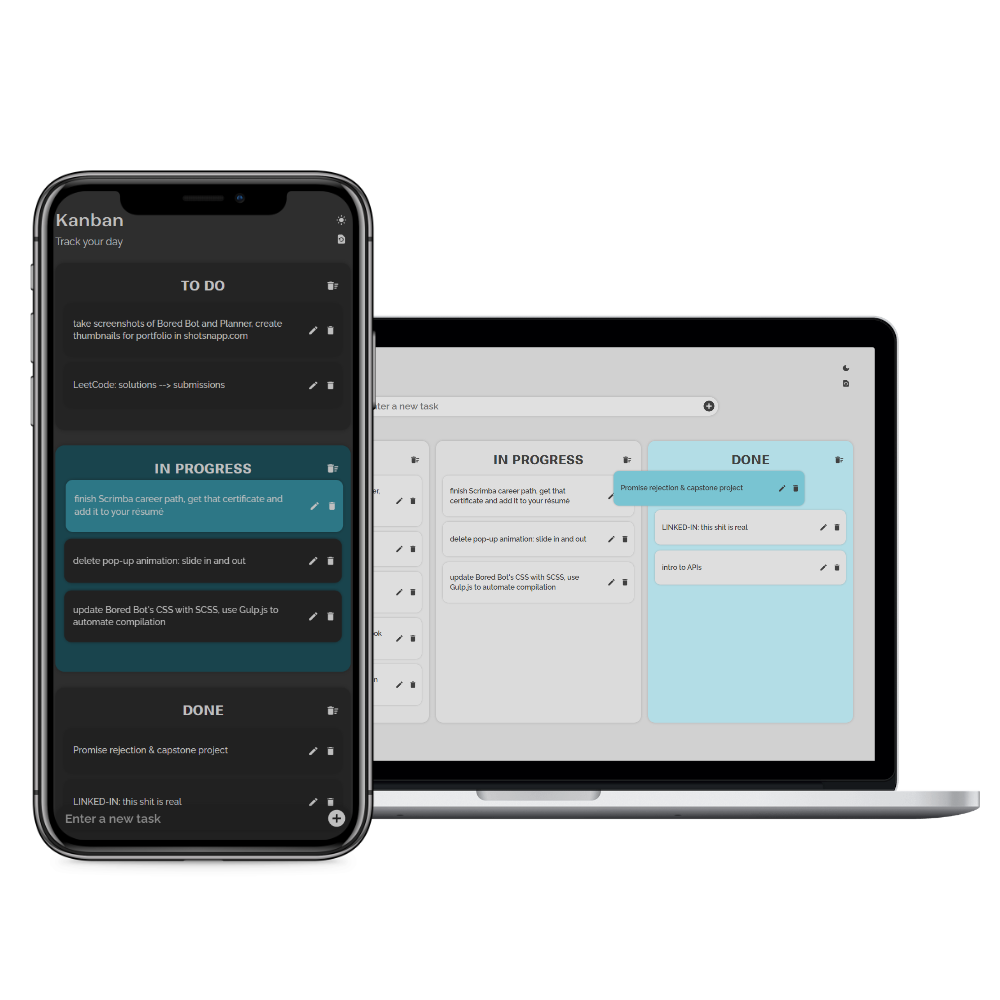 Kanban
Track your day
TO DO
take screenshots of Bored Bot and Planner, create
thumbnails for portfolio in shotsnapp.com
LeetCode: solutions --> submissions
IN PROGRESS
finish Scrimba career path, get that certificate and
add it to your résumé
delete pop-up animation: slide in and out
update Bored Bot's CSS with SCSS, use Gulp.js to
automate compilation
DONE
Promise rejection & capstone project
LINKED-IN: this shit is real
Enter a new task
a new task
IN PROGRESS
finish Scrimba career path, get that
certificate and add it to your résumé
delete pop-up animation: slide in and out
update Bored Bot's CSS with SCSS, use
Gulp.js to automate compilation
DONE
Promise rejection & capstone project
LINKED-IN: this shit is real
intro to APIs